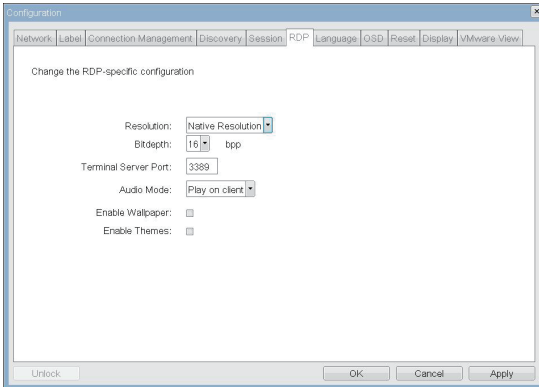 Configuration
Network Label Connection Management Discovery Session RDP Language OSD Reset Display VMware View
Change the RDP-specific configuration
Resolution: Native Resolution
Bitdepth: 16 bpp
Terminal Server Port: 3389
Audio Mode: Play on client
Enable Wallpaper:
Enable Themes:
Unlock OK Cancel Apply